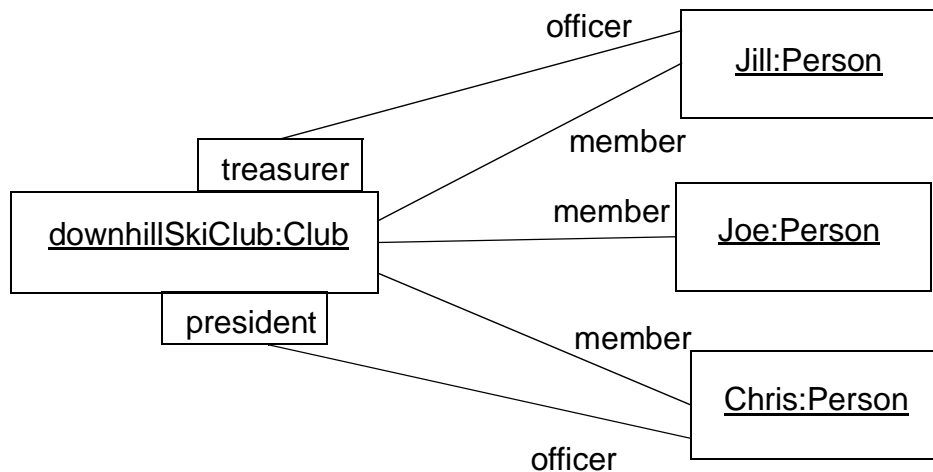 officer
Jill:Person
member
treasurer
member
downhillSkiClub:Club
Joe:Person
president
member
Chris:Person
officer